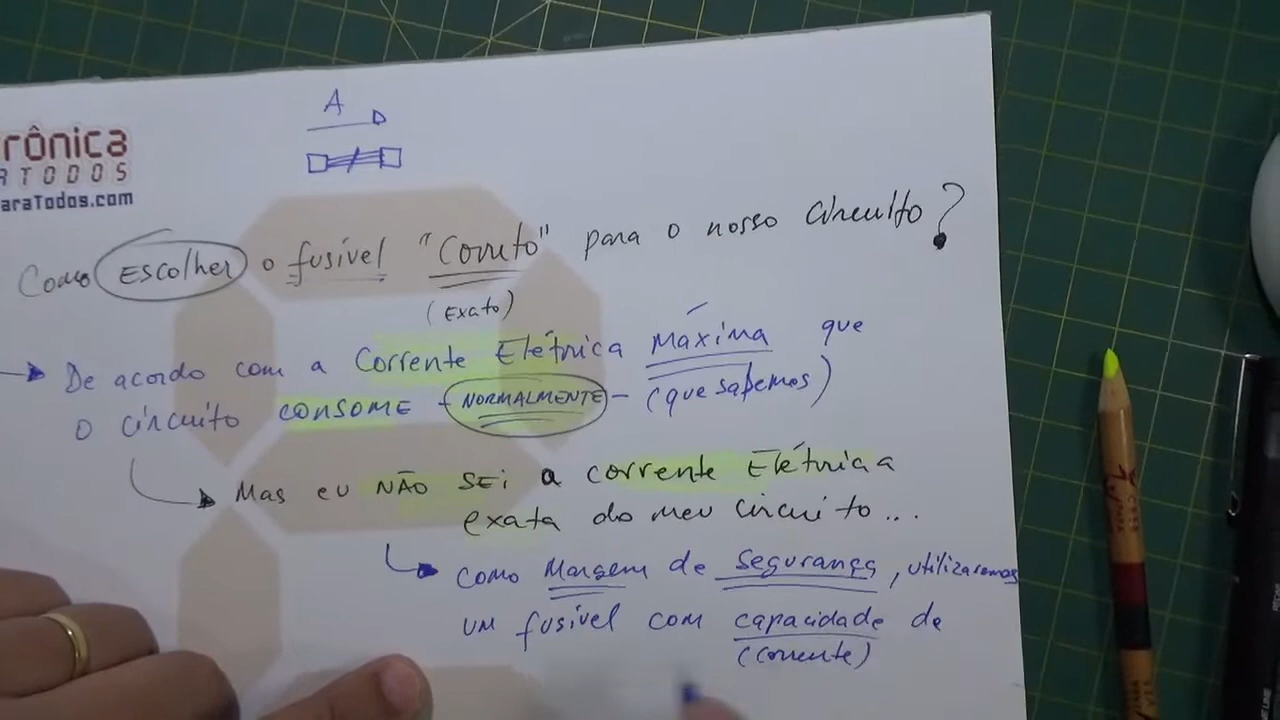 A
rônica
ATODOS
araTodos.com
Como Escolher o fusível "Correto" para o nosso circuito?
(Exato)
De acordo com a Corrente Elétrica Máxima que
o circuito consome - NORMALMENTE - (que sabemos)
Mas eu NÃO SEI a corrente Elétrica
exata do meu circuito...
como Margem de Segurança, utilizaremos
um fusível com capacidade de
(corrente)